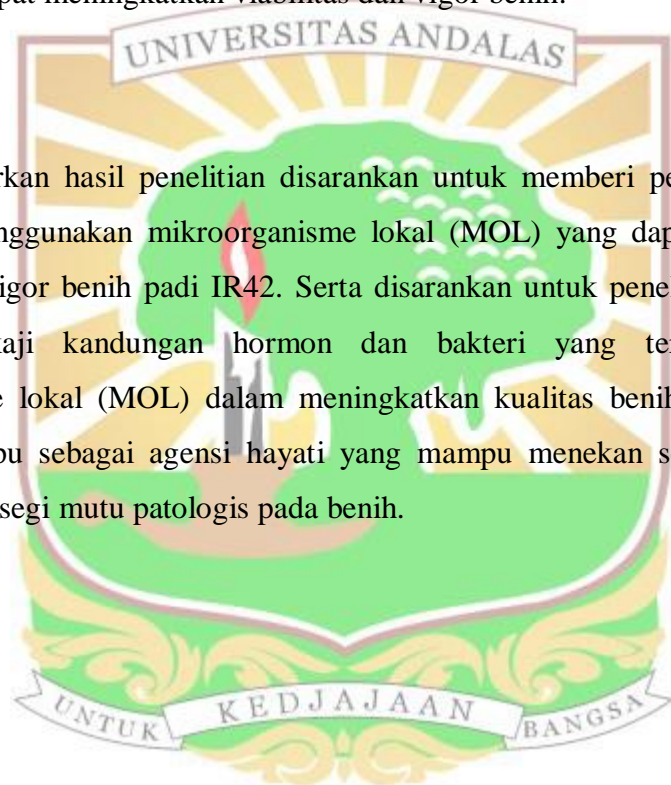 pat meningkatkan viabilitas dan vigor benih.
UNIVERSITAS ANDALAS
rkan hasil penelitian disarankan untuk memberi pe
nggunakan mikroorganisme lokal (MOL) yang dap
igor benih padi IR42. Serta disarankan untuk pene
kaji kandungan hormon dan bakteri yang te
e lokal (MOL) dalam meningkatkan kualitas benih
pu sebagai agensi hayati yang mampu menekan s
segi mutu patologis pada benih.
UNTUK KEDJAJAAN BANGSA